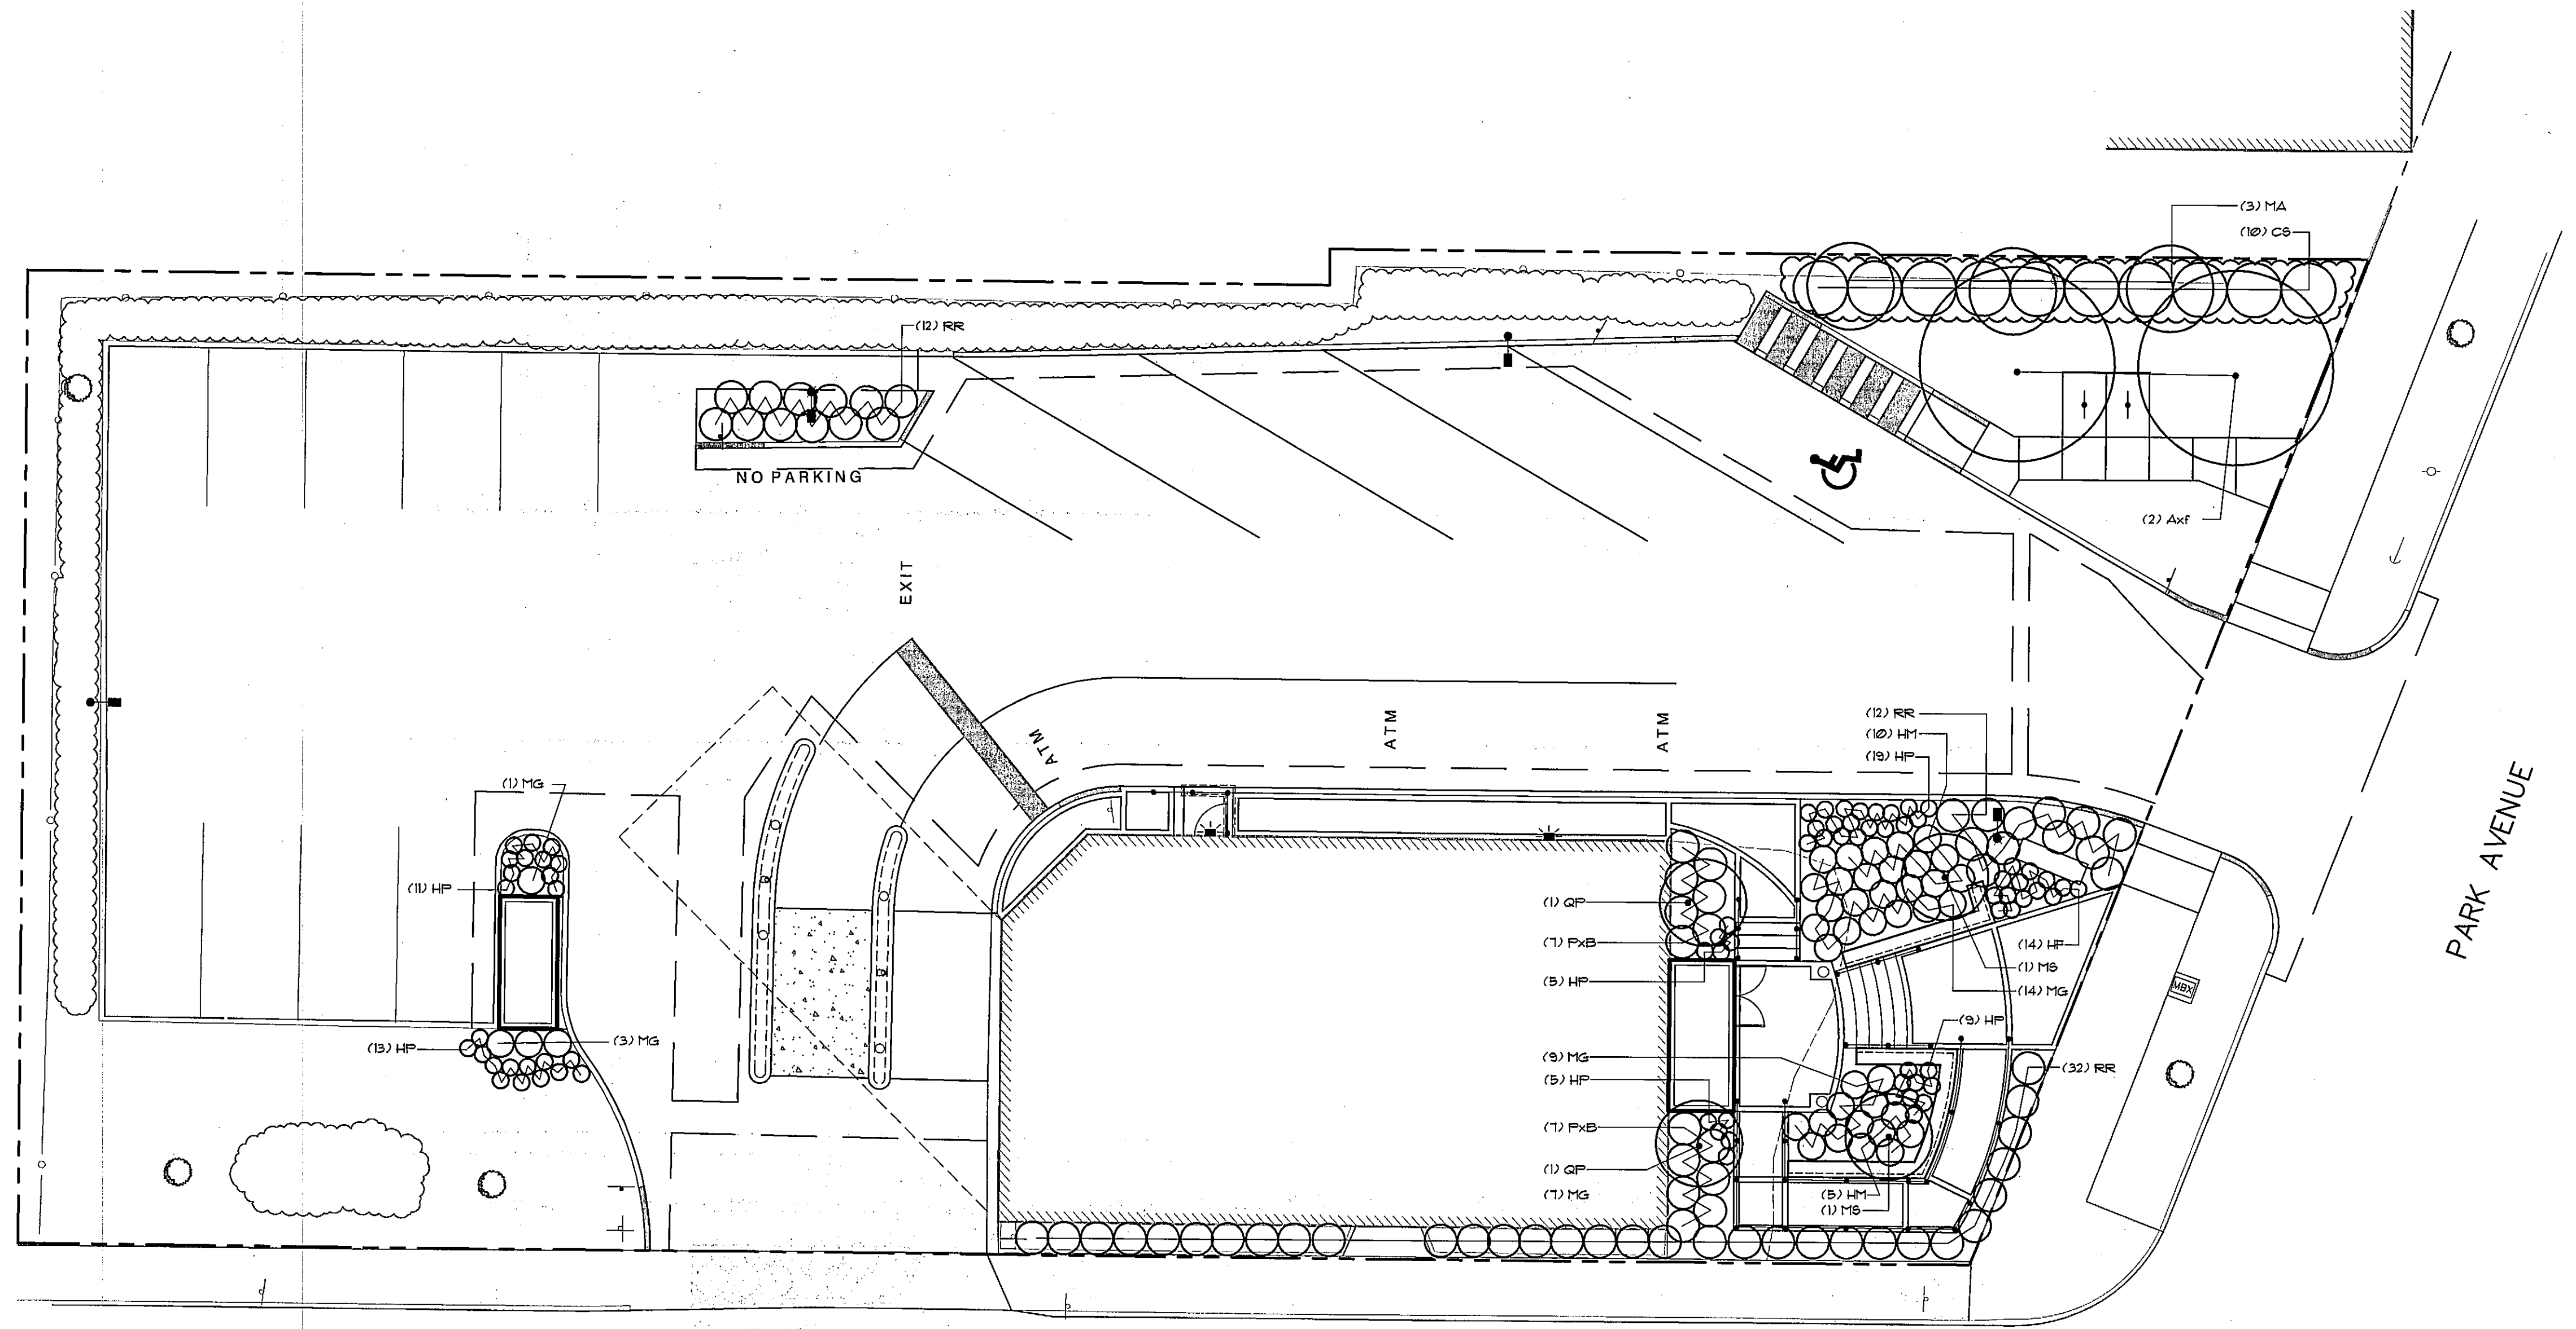 (3) MA
(10) CS
(12) RR
NO PARKING
(2) Axf
EXIT
ATM
ATM
ATM
(12) RR
(10) HM
(19) HP
PARK AVENUE
(1) MG
(11) HP
(1) QP
(7) PxB
(5) HP
(14) HP
(1) MS
(14) MG
MBX
(9) HP
(13) HP
(3) MG
(9) MG
(5) HP
(32) RR
(7) PxB
(1) QP
(7) MG
(5) HM
(1) MS